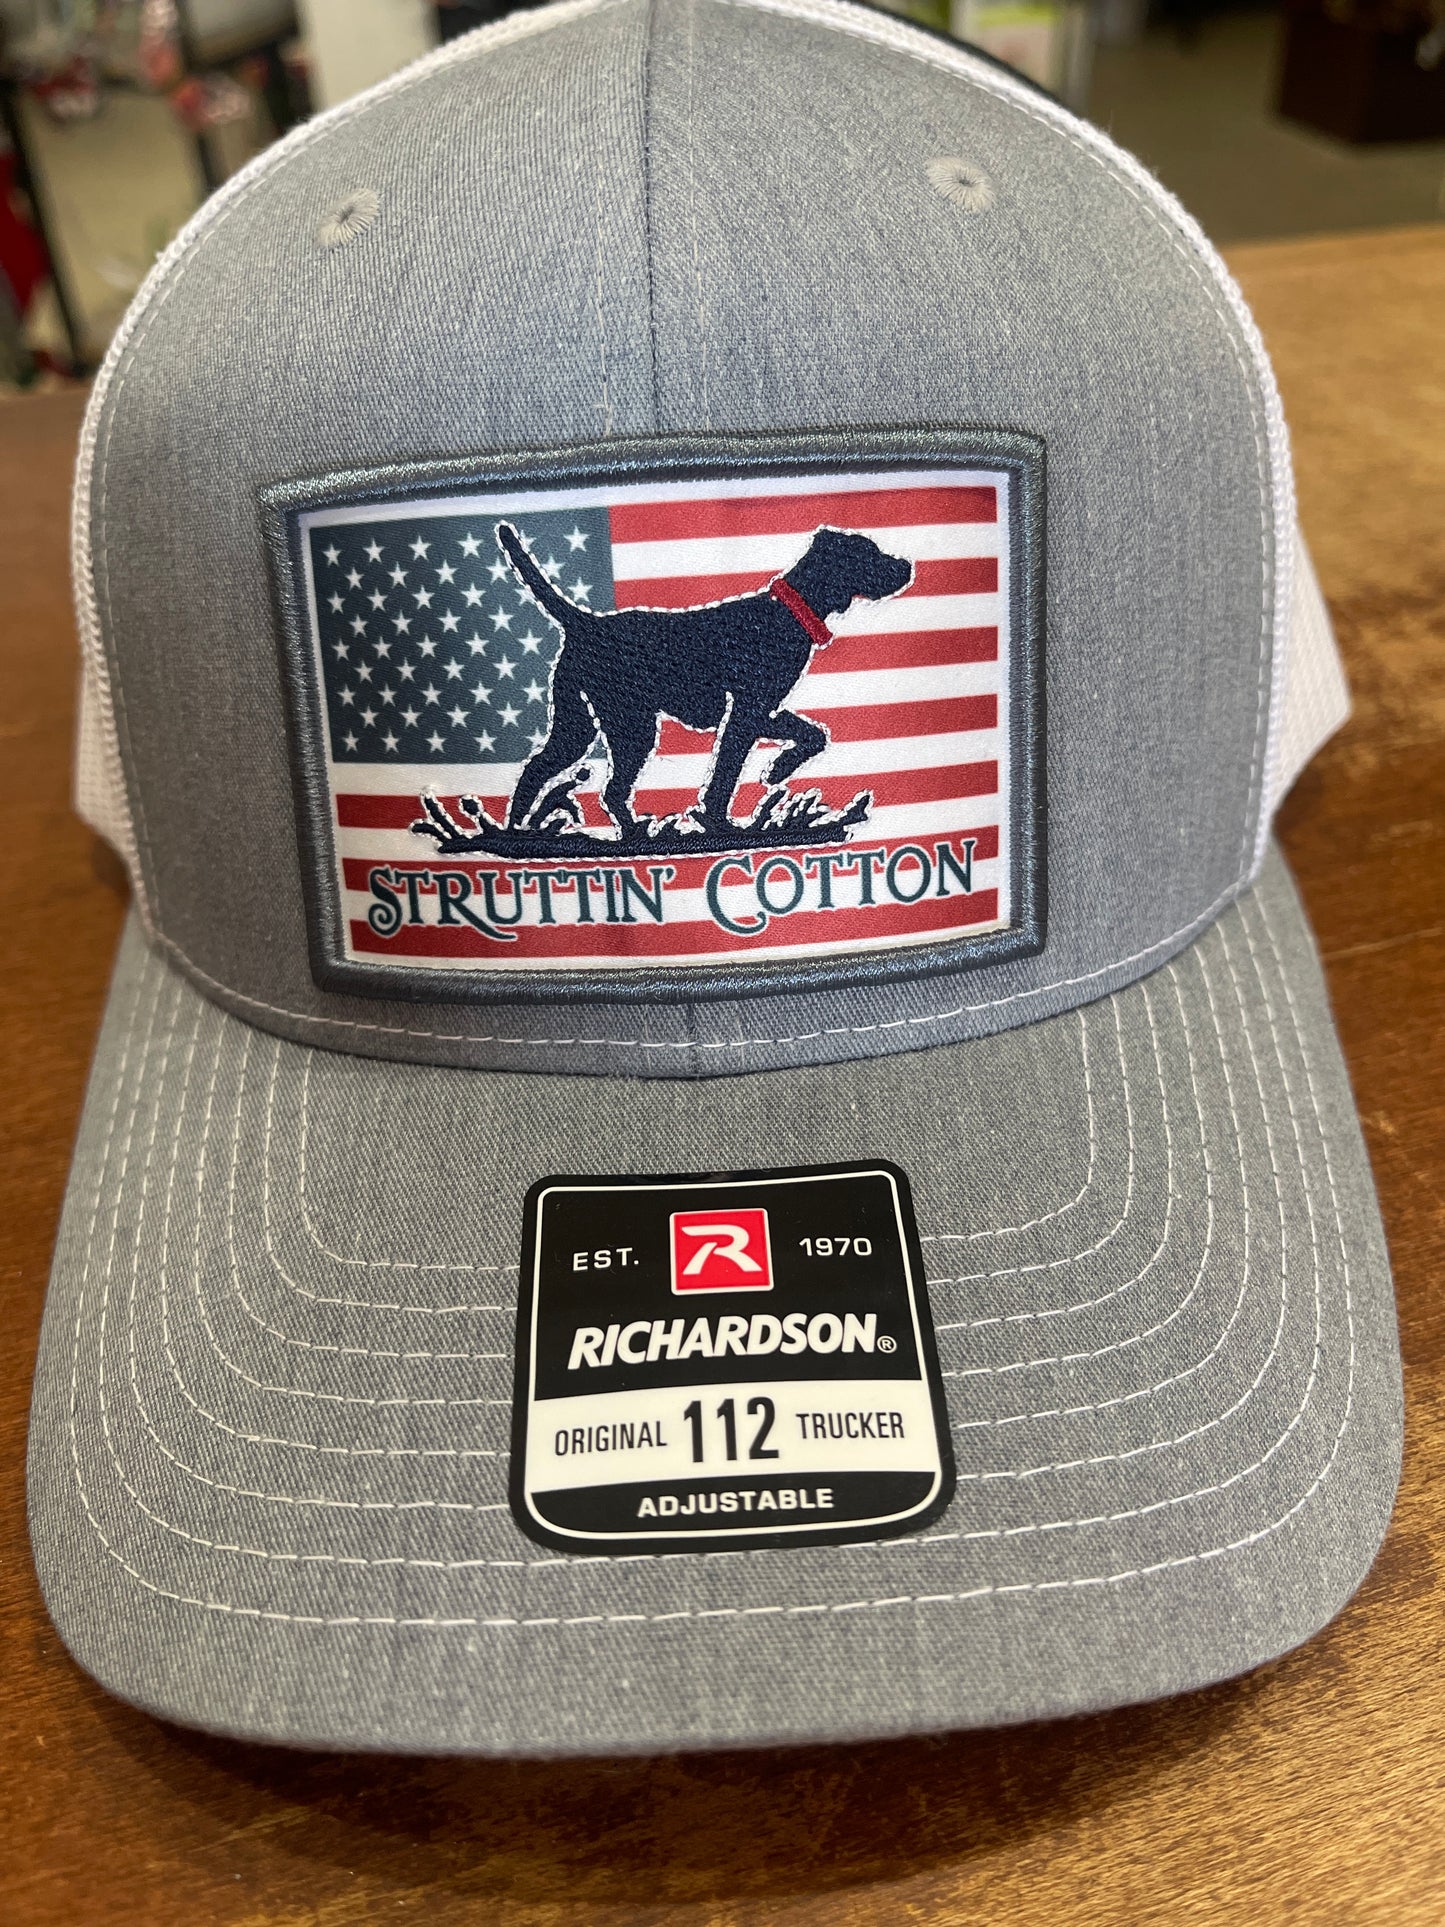 STRUTTIN' COTTON
EST. R 1970
RICHARDSON®
ORIGINAL 112 TRUCKER
ADJUSTABLE